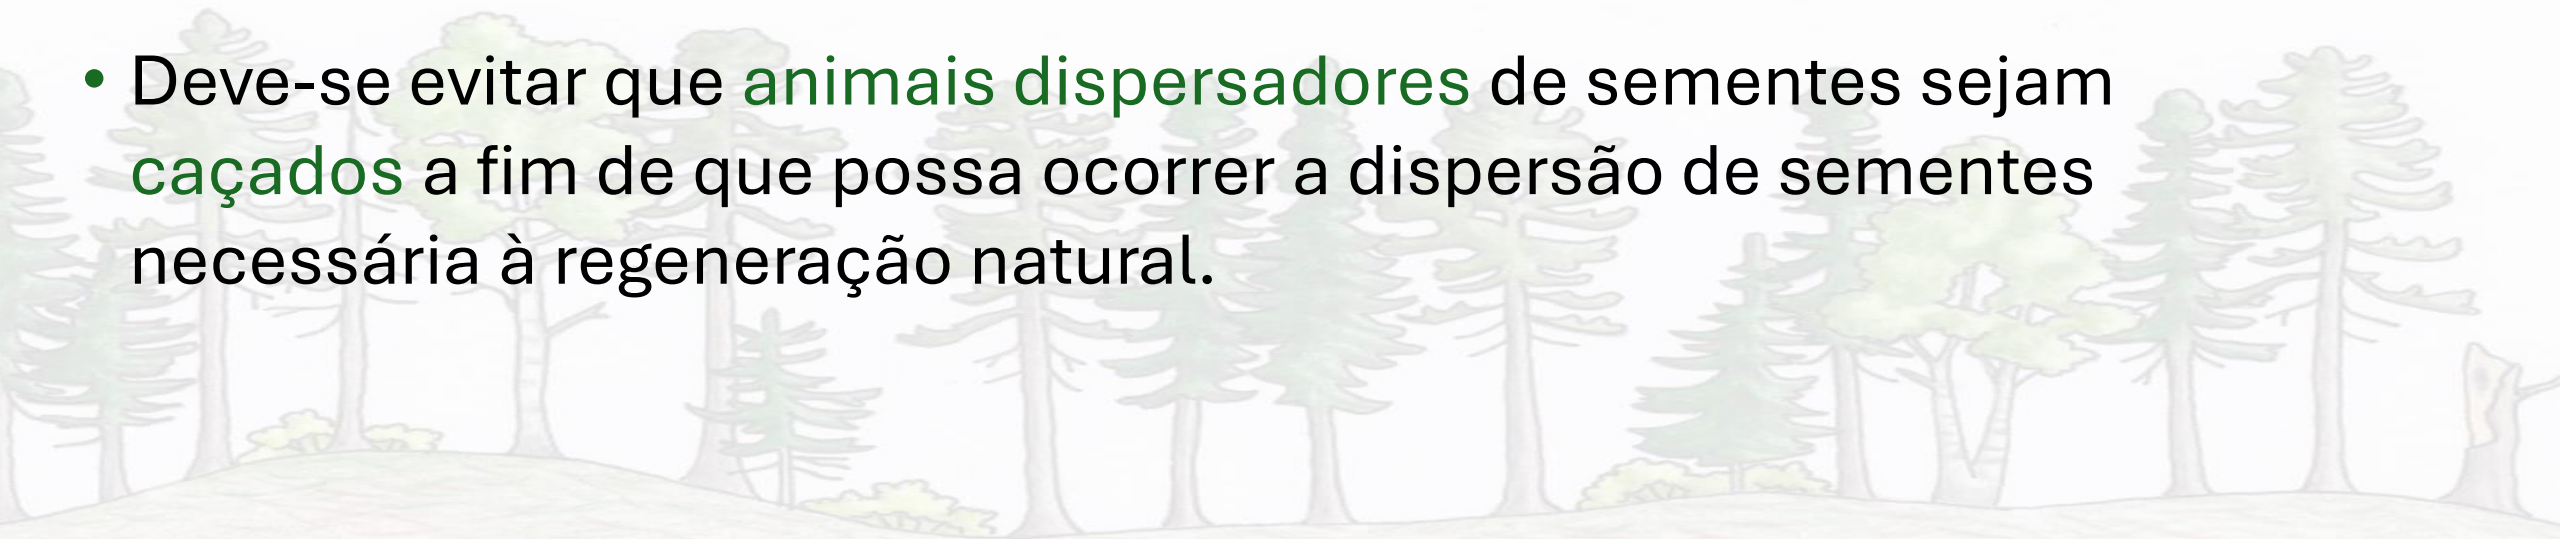 • Deve-se evitar que animais dispersadores de sementes sejam
caçados a fim de que possa ocorrer a dispersão de sementes
necessária à regeneração natural.